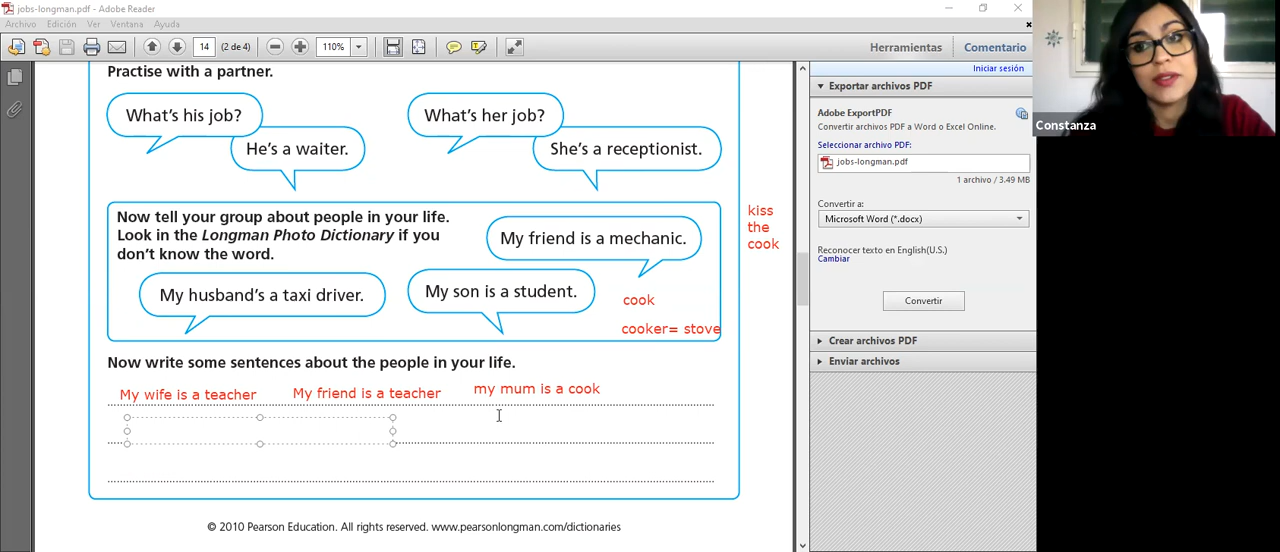 jobs-longman.pdf - Adobe Reader
Archivo Edición Ver Ventana Ayuda
14 (2 de 4) 110% Herramientas Comentario
Practise with a partner.
What's his job?
He's a waiter.
What's her job?
She's a receptionist.
Now tell your group about people in your life.
Look in the Longman Photo Dictionary if you
don't know the word.
My friend is a mechanic.
My husband's a taxi driver.
My son is a student.
cook
cooker= stove
kiss
the
cook
Now write some sentences about the people in your life.
My wife is a teacher My friend is a teacher my mum is a cook
© 2010 Pearson Education. All rights reserved. www.pearsonlongman.com/dictionaries
Iniciar sesión
Exportar archivos PDF
Adobe ExportPDF
Convertir archivos PDF a Word o Excel Online.
Seleccionar archivo PDF:
jobs-longman.pdf
1 archivo / 3.49 MB
Convertir a:
Microsoft Word (*.docx)
Reconocer texto en English(U.S.)
Cambiar
Convertir
Crear archivos PDF
Enviar archivos
Constanza